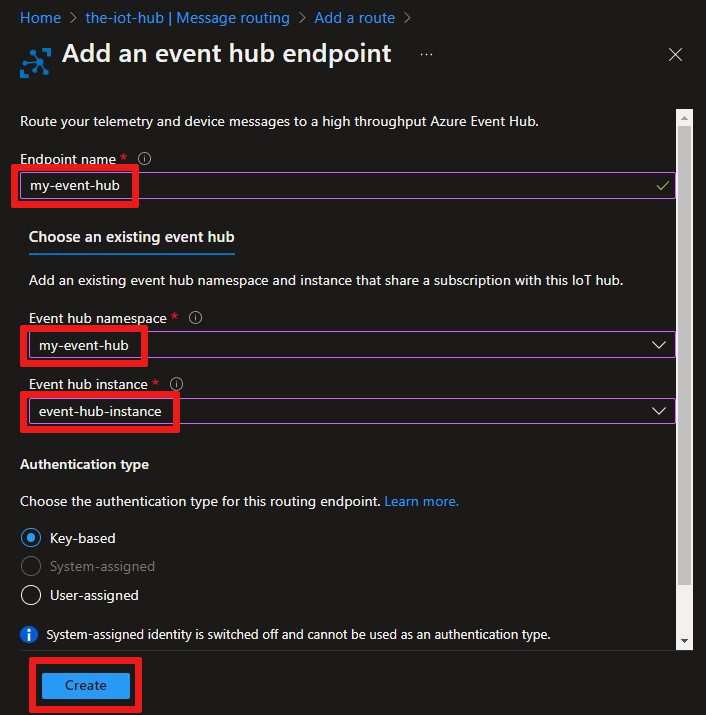 Home > the-iot-hub | Message routing > Add a route >
Add an event hub endpoint ...
Route your telemetry and device messages to a high throughput Azure Event Hub.
Endpoint name *
my-event-hub
Choose an existing event hub
Add an existing event hub namespace and instance that share a subscription with this IoT hub.
Event hub namespace *
my-event-hub
Event hub instance *
event-hub-instance
Authentication type
Choose the authentication type for this routing endpoint. Learn more.
Key-based
System-assigned
User-assigned
System-assigned identity is switched off and cannot be used as an authentication type.
Create